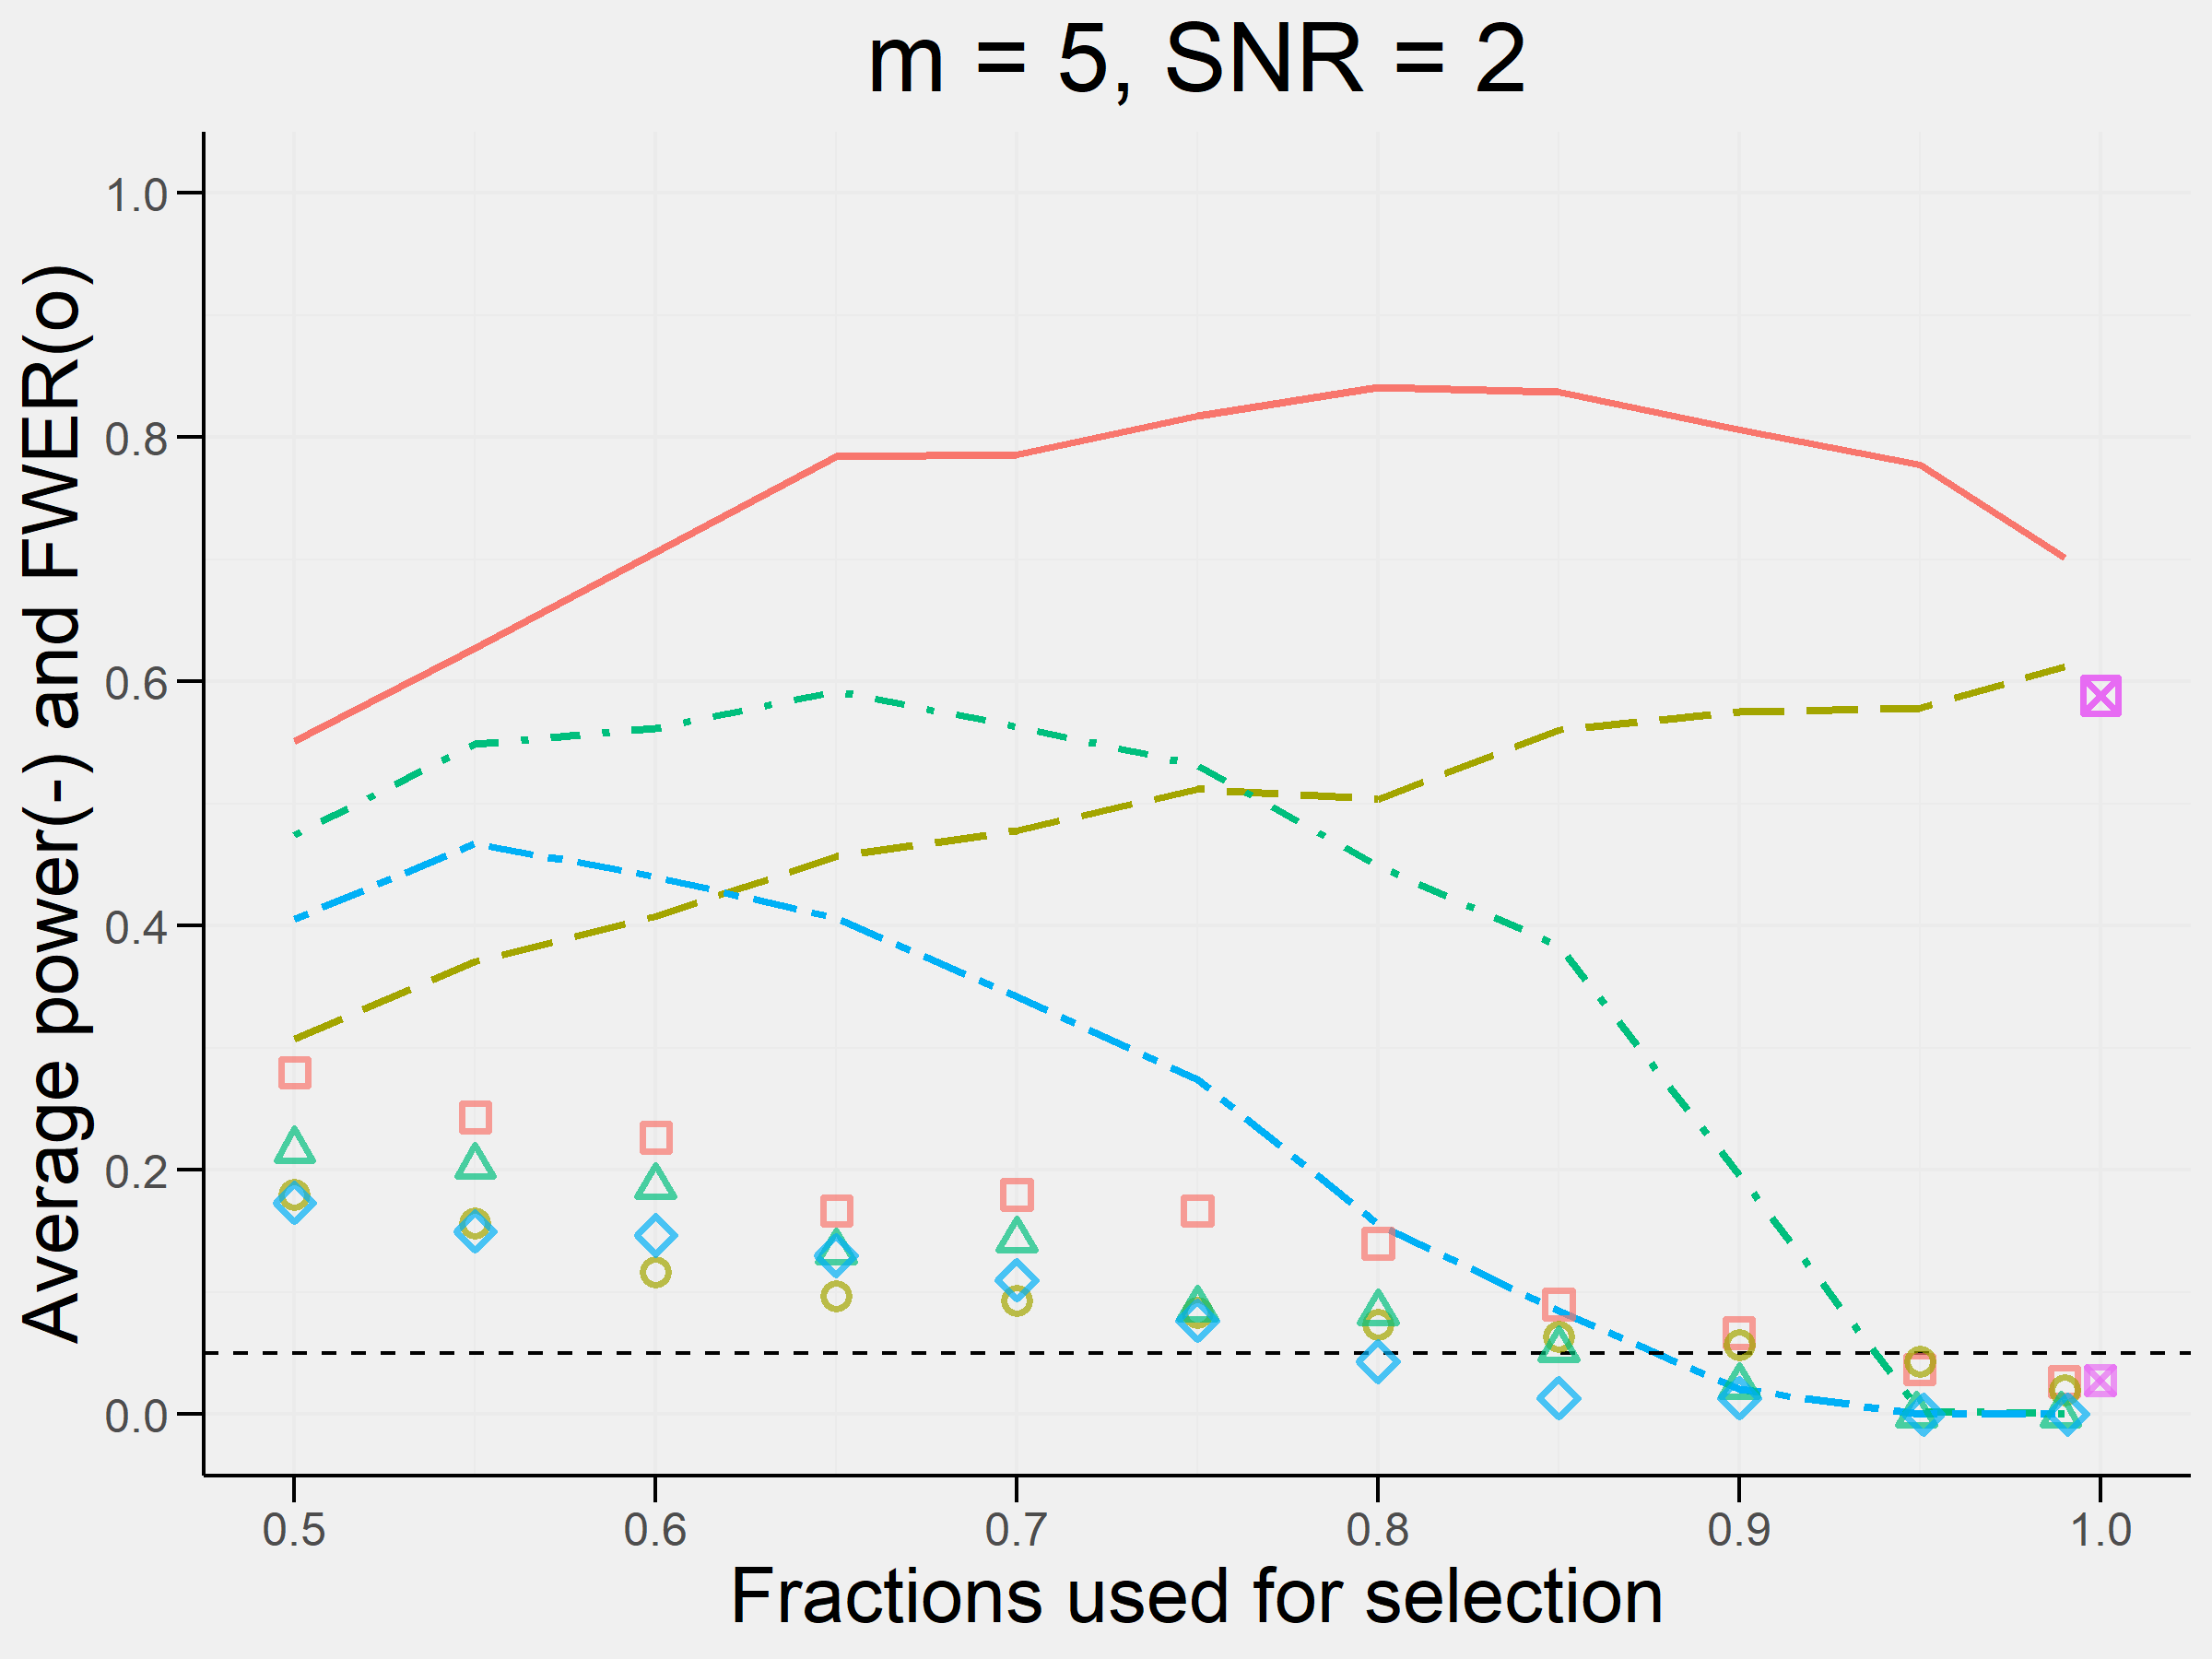 m = 5, SNR = 2
Average power(-) and FWER(o)
1.0
0.8
0.6
0.4
0.2
0.0
0.5 0.6 0.7 0.8 0.9 1.0
Fractions used for selection